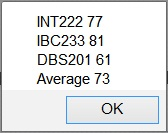 INT222 77
IBC233 81
DBS201 61
Average 73
OK